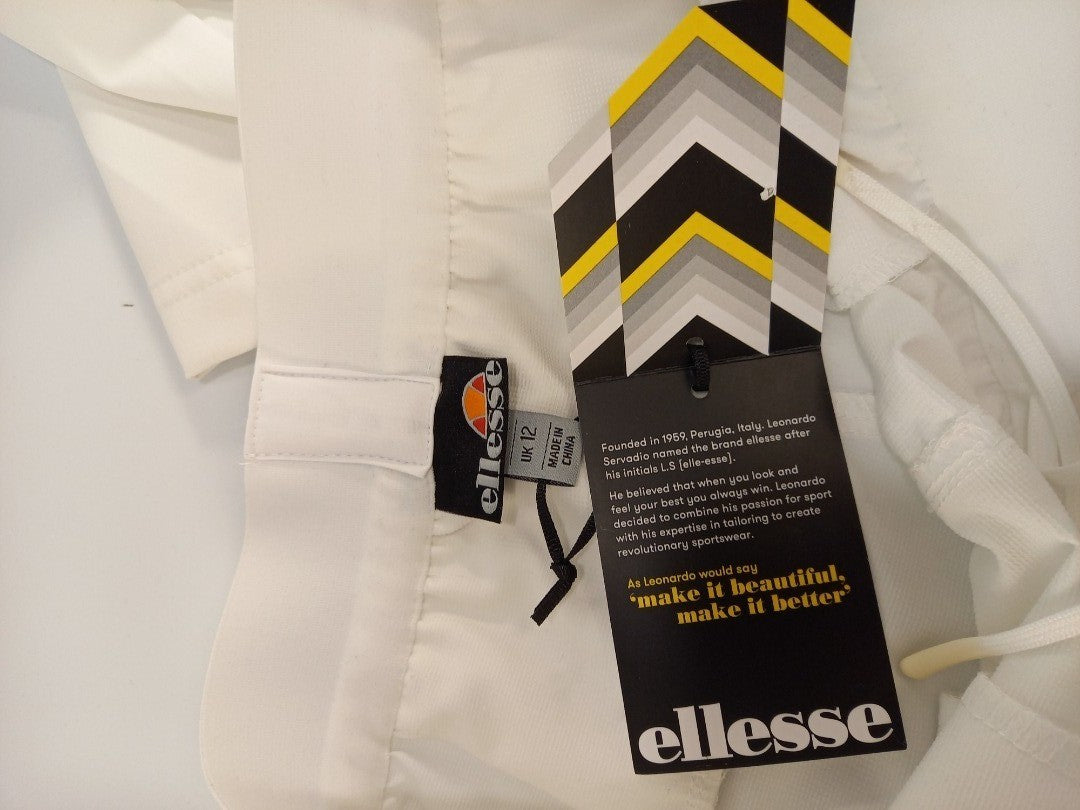 ellesse
UK 12
MADE IN
CHINA
Founded in 1959, Perugia, Italy. Leonardo
Servadio named the brand ellesse after
his initials L.S [elle-esse].
He believed that when you look and
feel your best you always win. Leonardo
decided to combine his passion for sport
with his expertise in tailoring to create
revolutionary sportswear.
As Leonardo would say
‘make it beautiful,
make it better’
ellesse